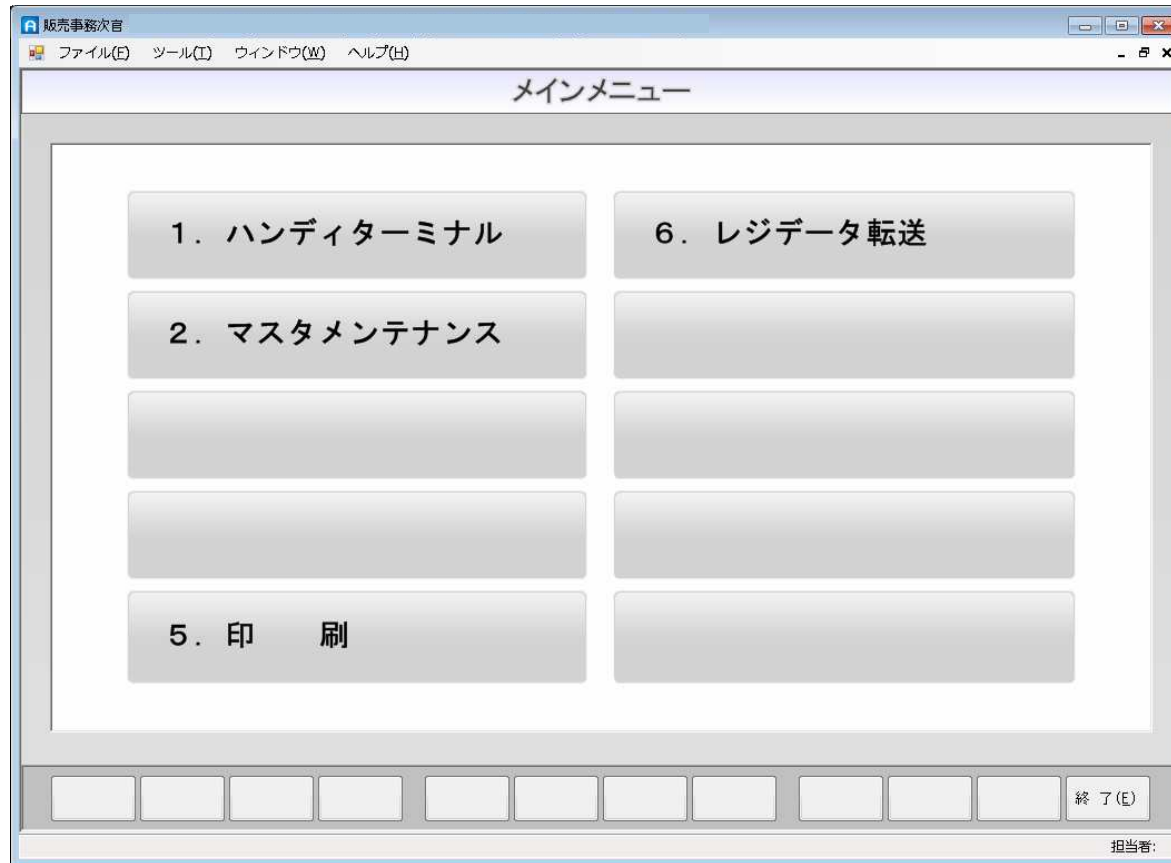 販売事務次官
ファイル(F) ツール(T) ウィンドウ(W) ヘルプ(H)
メインメニュー
1. ハンディターミナル
6. レジデータ転送
2. マスタメンテナンス
5. 印　　刷
終 了(E)
担当者: